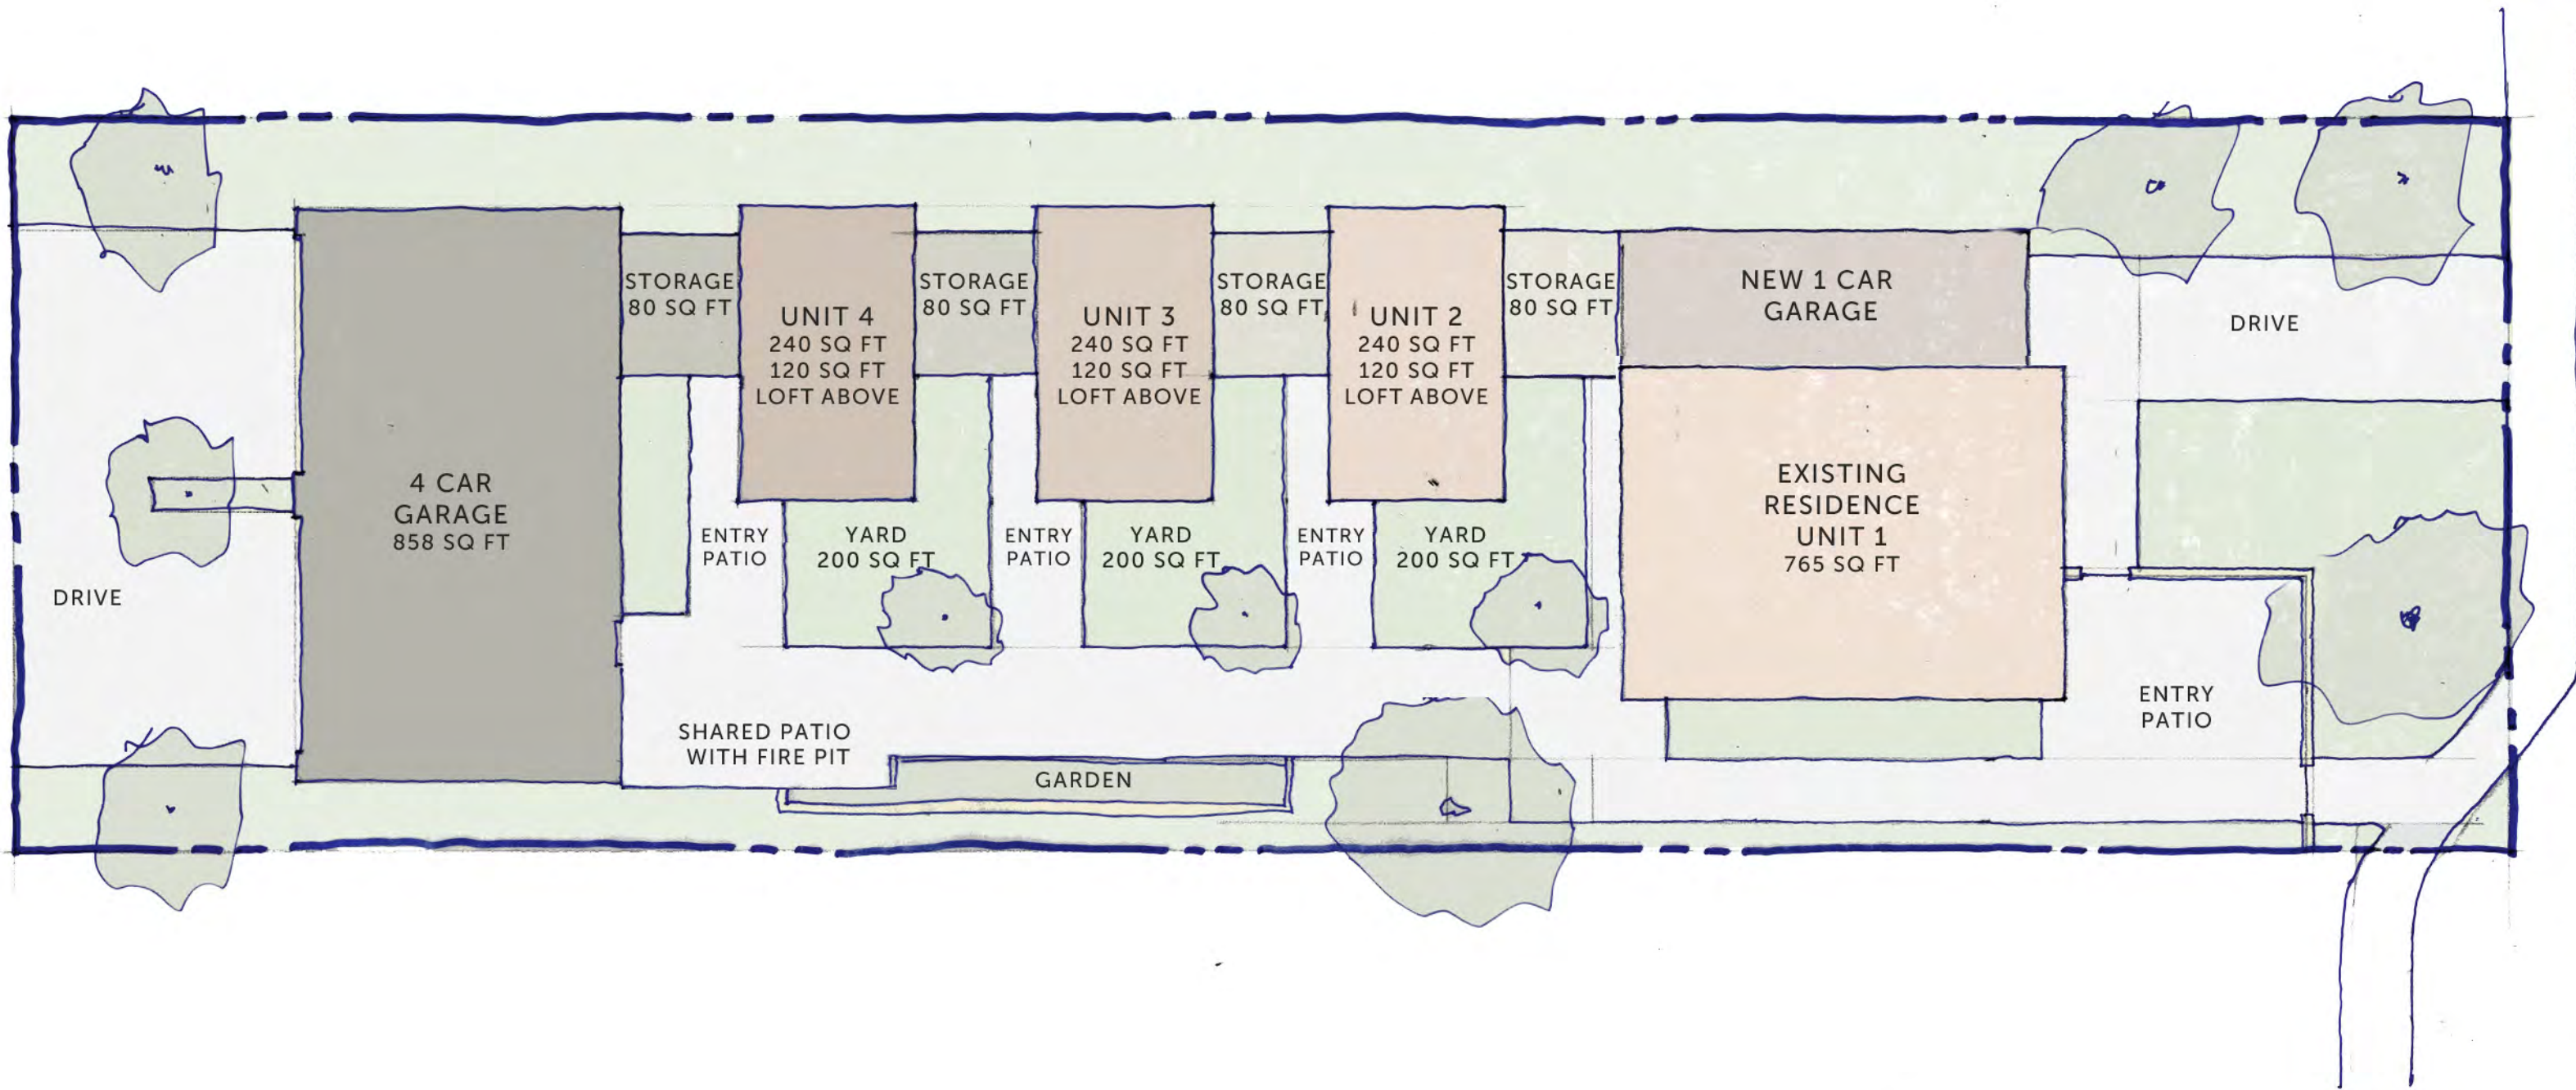 STORAGE
80 SQ FT
STORAGE
80 SQ FT
STORAGE
80 SQ FT
STORAGE
80 SQ FT
NEW 1 CAR
GARAGE
DRIVE
UNIT 4
240 SQ FT
120 SQ FT
LOFT ABOVE
UNIT 3
240 SQ FT
120 SQ FT
LOFT ABOVE
UNIT 2
240 SQ FT
120 SQ FT
LOFT ABOVE
4 CAR
GARAGE
858 SQ FT
EXISTING
RESIDENCE
UNIT 1
765 SQ FT
ENTRY
PATIO
YARD
200 SQ FT
ENTRY
PATIO
YARD
200 SQ FT
ENTRY
PATIO
YARD
200 SQ FT
DRIVE
SHARED PATIO
WITH FIRE PIT
GARDEN
ENTRY
PATIO